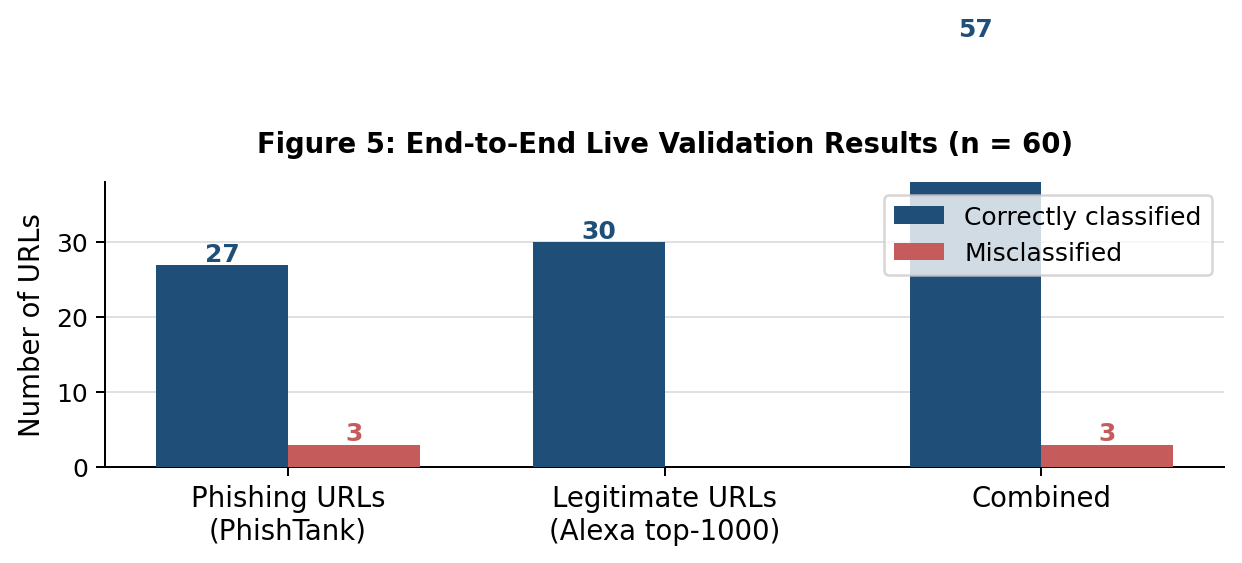 57
Figure 5: End-to-End Live Validation Results (n = 60)
Number of URLs
30
20
10
0
27
3
30
3
Correctly classified
Misclassified
Phishing URLs
(PhishTank)
Legitimate URLs
(Alexa top-1000)
Combined